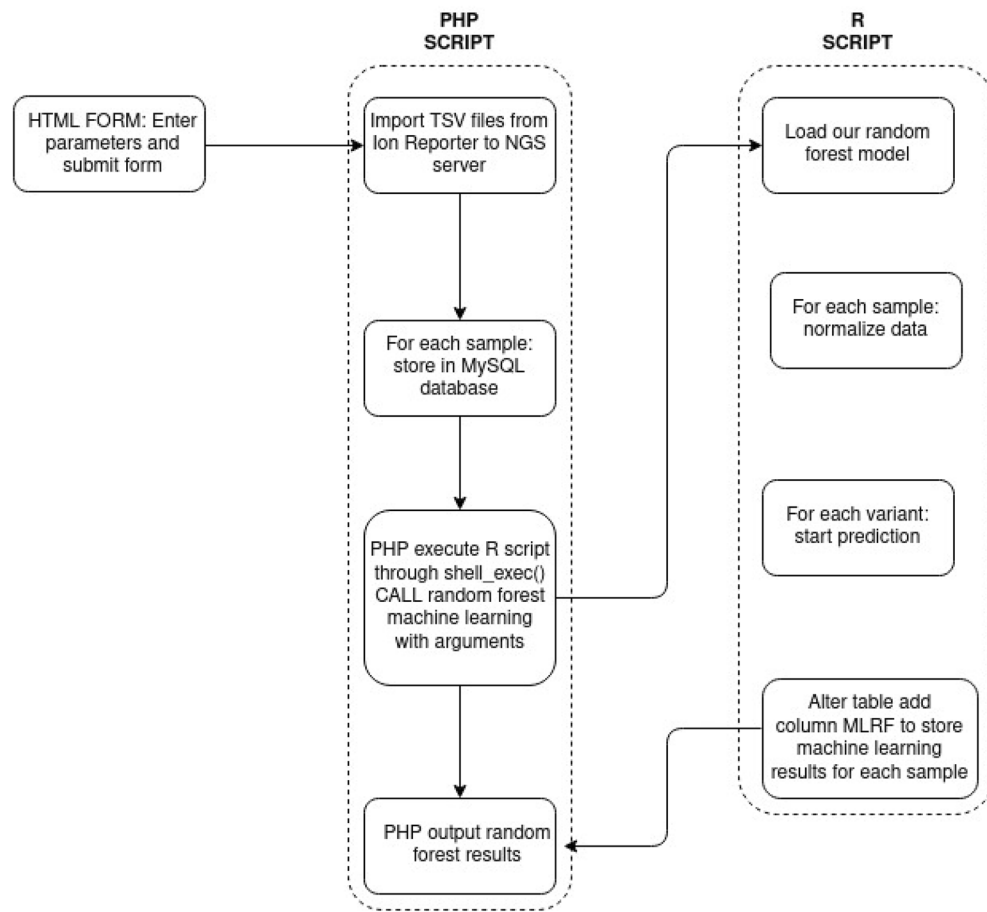 PHP
SCRIPT
R
SCRIPT
HTML FORM: Enter
parameters and
submit form
Import TSV files from
Ion Reporter to NGS
server
For each sample:
store in MySQL
database
PHP execute R script
through shell_exec()
CALL random forest
machine learning
with arguments
PHP output random
forest results
Load our random
forest model
For each sample:
normalize data
For each variant:
start prediction
Alter table add
column MLRF to store
machine learning
results for each sample